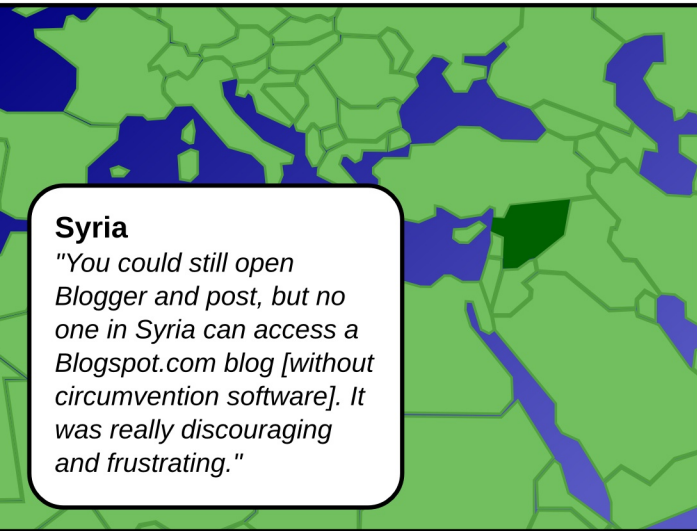 Syria
"You could still open
Blogger and post, but no
one in Syria can access a
Blogspot.com blog [without
circumvention software]. It
was really discouraging
and frustrating."